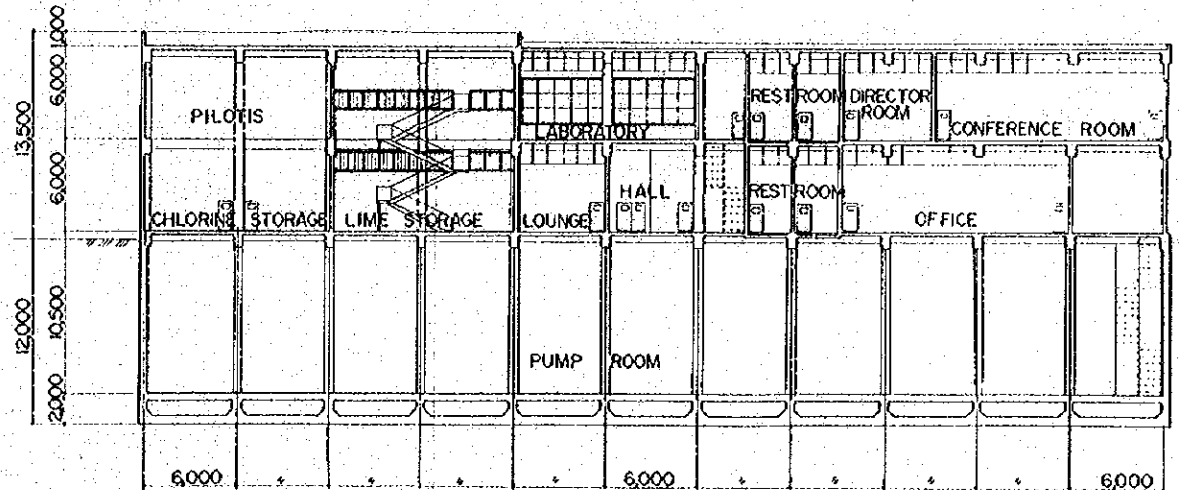 1,000
6,000
13,500
6,000
12,000
10,500
2,000
REST ROOM
DIRECTOR ROOM
PILOTIS
LABORATORY
CONFERENCE ROOM
HALL
REST ROOM
CHLORINE STORAGE
LIME STORAGE
LOUNGE
OFFICE
PUMP ROOM
6,000
6,000
6,000